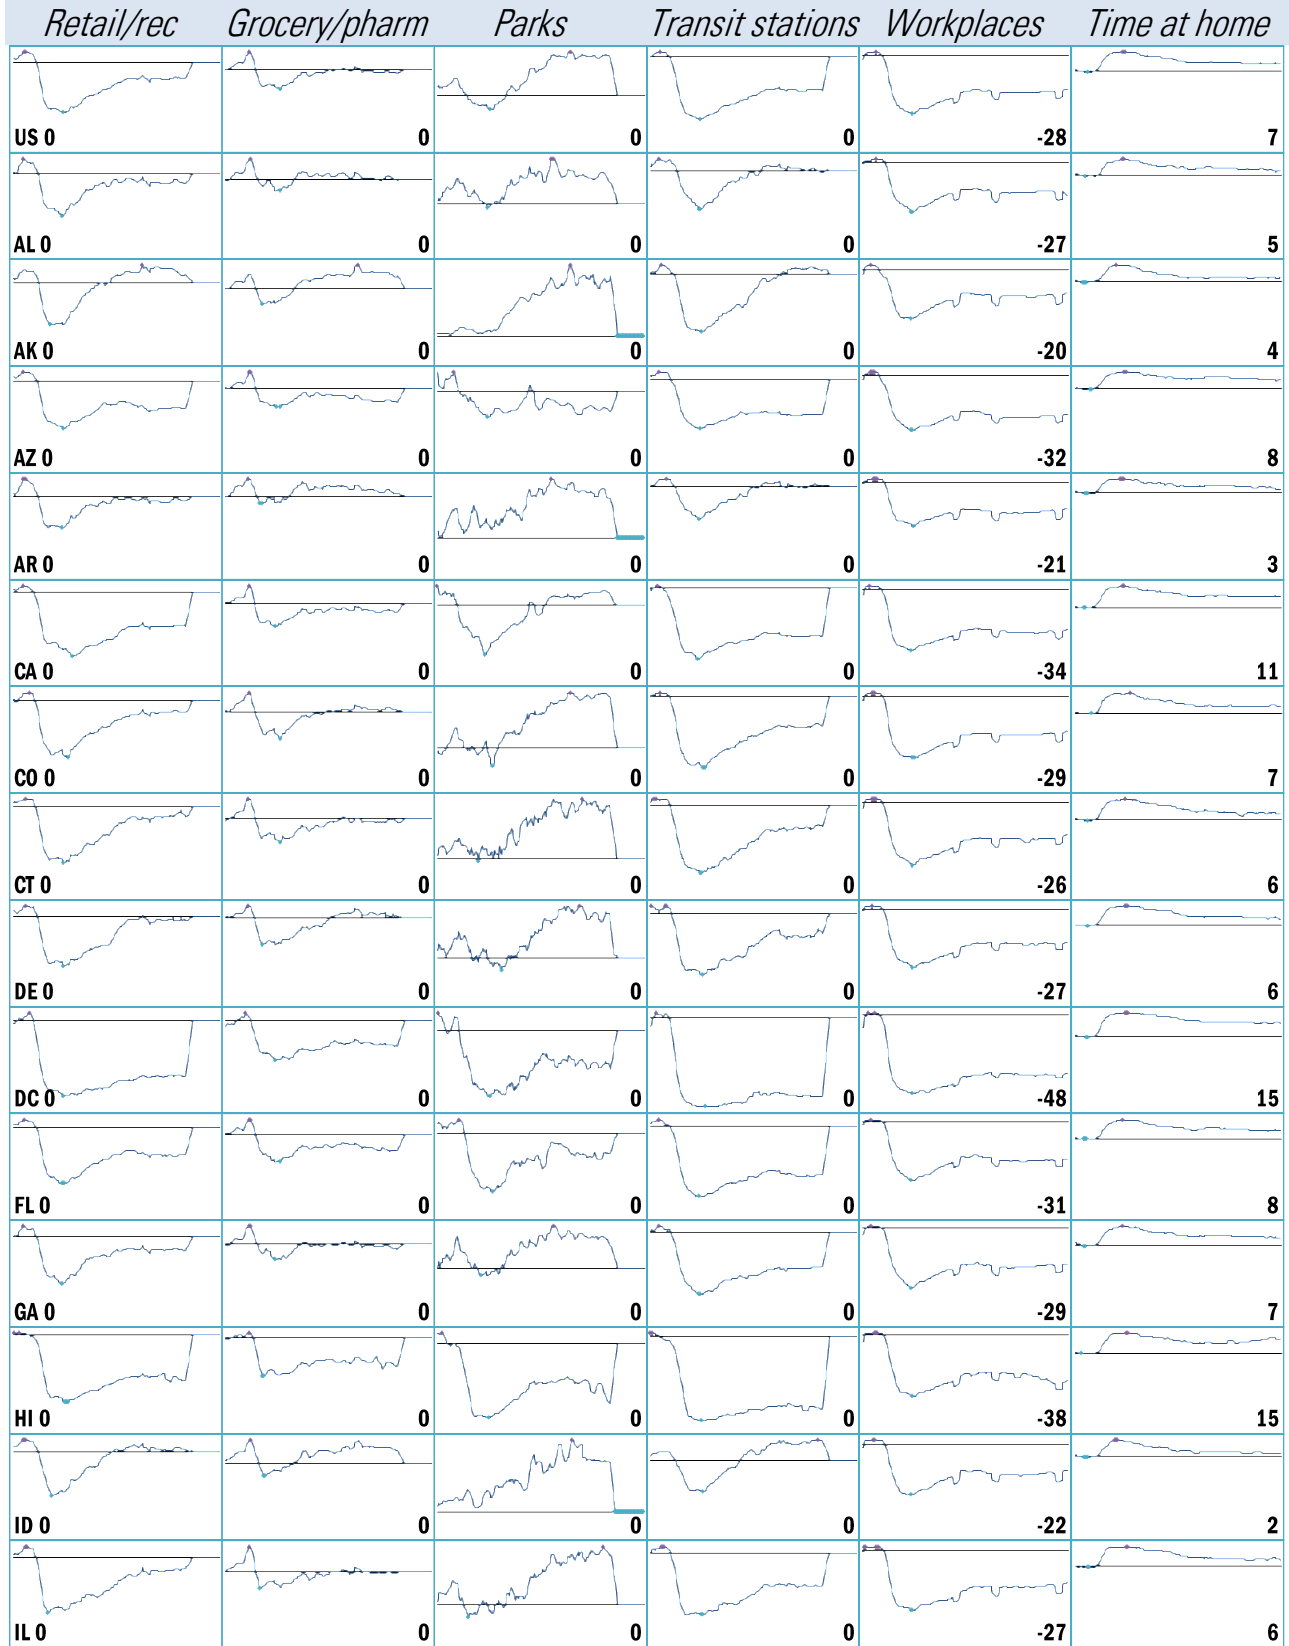 Retail/rec Grocery/pharm Parks Transit stations Workplaces Time at home
US 0 0 0 0 -28 7
AL 0 0 0 0 -27 5
AK 0 0 0 0 -20 4
AZ 0 0 0 0 -32 8
AR 0 0 0 0 -21 3
CA 0 0 0 0 -34 11
CO 0 0 0 0 -29 7
CT 0 0 0 0 -26 6
DE 0 0 0 0 -27 6
DC 0 0 0 0 -48 15
FL 0 0 0 0 -31 8
GA 0 0 0 0 -29 7
HI 0 0 0 0 -38 15
ID 0 0 0 0 -22 2
IL 0 0 0 0 -27 6